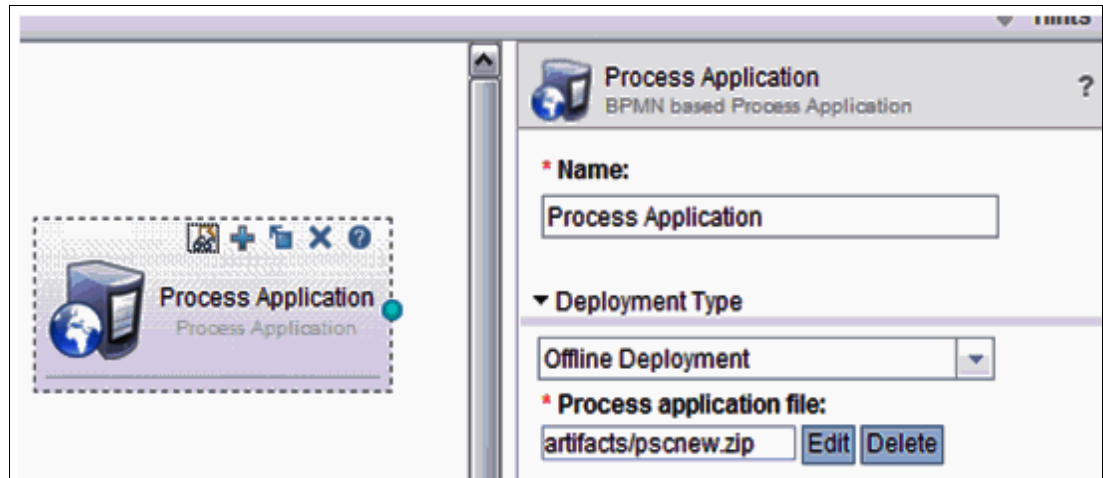 Hints
Process Application
BPMN based Process Application
?
* Name:
Process Application
Process Application
Process Application
Deployment Type
Offline Deployment
* Process application file:
artifacts/pscnew.zip Edit Delete